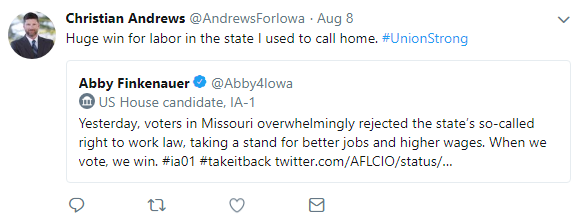 Christian Andrews @AndrewsForIowa · Aug 8
Huge win for labor in the state I used to call home. #UnionStrong
Abby Finkenauer @Abby4Iowa
US House candidate, IA-1
Yesterday, voters in Missouri overwhelmingly rejected the state's so-called
right to work law, taking a stand for better jobs and higher wages. When we
vote, we win. #ia01 #takeitback twitter.com/AFLCIO/status/…